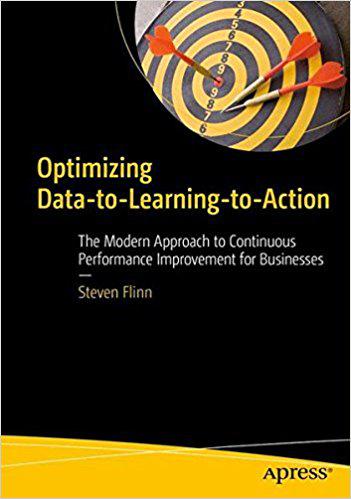 Optimizing
Data-to-Learning-to-Action
The Modern Approach to Continuous
Performance Improvement for Businesses
—
Steven Flinn
Apress®